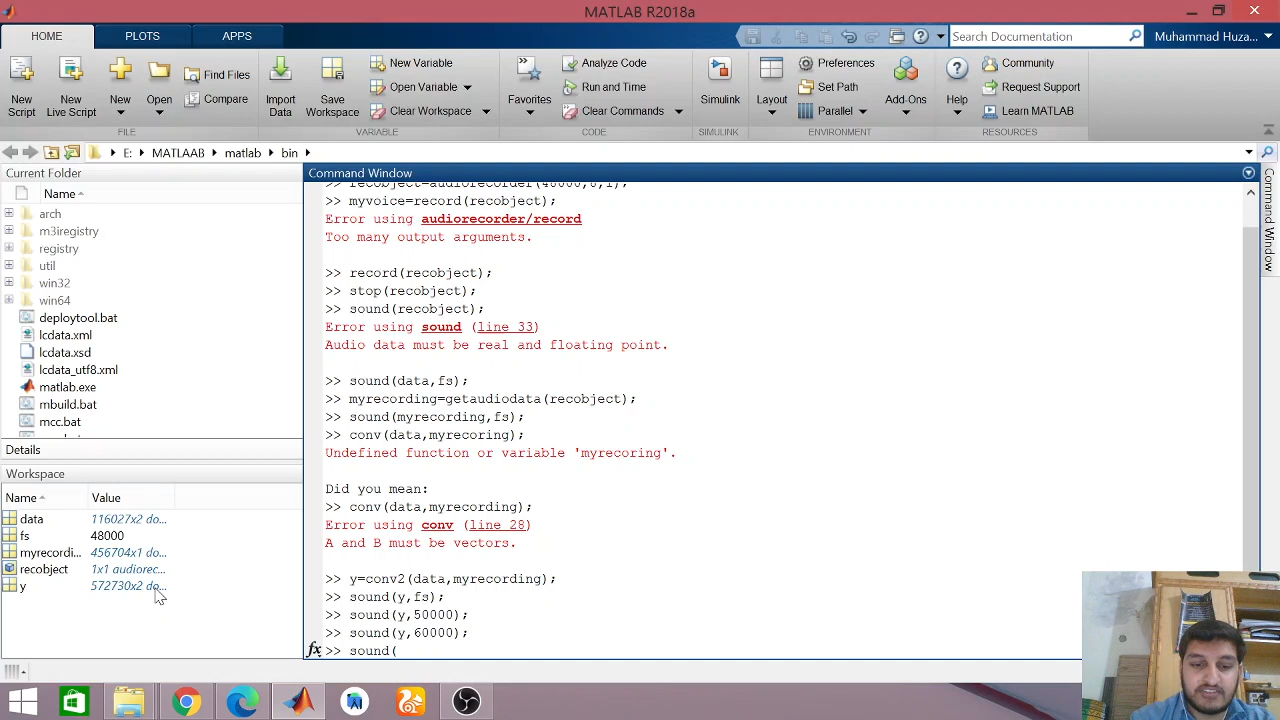 MATLAB R2018a
HOME PLOTS APPS Search Documentation Muhammad Huza...
New Script
New Live Script
New
Open
Find Files
Compare
Import Data
Save Workspace
New Variable
Open Variable
Clear Workspace
Favorites
Analyze Code
Run and Time
Clear Commands
Simulink
Layout
Preferences
Set Path
Parallel
Add-Ons
Help
Community
Request Support
Learn MATLAB
FILE VARIABLE CODE SIMULINK ENVIRONMENT RESOURCES
E: MATLAAB matlab bin
Current Folder
Name
arch
m3iregistry
registry
util
win32
win64
deploytool.bat
lcdata.xml
lcdata.xsd
lcdata_utf8.xml
matlab.exe
mbuild.bat
mcc.bat
Details
Workspace
Name Value
data 116027x2 do...
fs 48000
myrecordi... 456704x1 do...
recobject 1x1 audiorec...
y 572730x2 do...
Command Window
>> myvoice=record(recobject);
Error using audiorecorder/record
Too many output arguments.
>> record(recobject);
>> stop(recobject);
>> sound(recobject);
Error using sound (line 33)
Audio data must be real and floating point.
>> sound(data,fs);
>> myrecording=getaudiodata(recobject);
>> sound(myrecording,fs);
>> conv(data,myrecoring);
Undefined function or variable 'myrecoring'.
Did you mean:
>> conv(data,myrecording);
Error using conv (line 28)
A and B must be vectors.
>> y=conv2(data,myrecording);
>> sound(y,fs);
>> sound(y,50000);
>> sound(y,60000);
fx >> sound(
Command Window